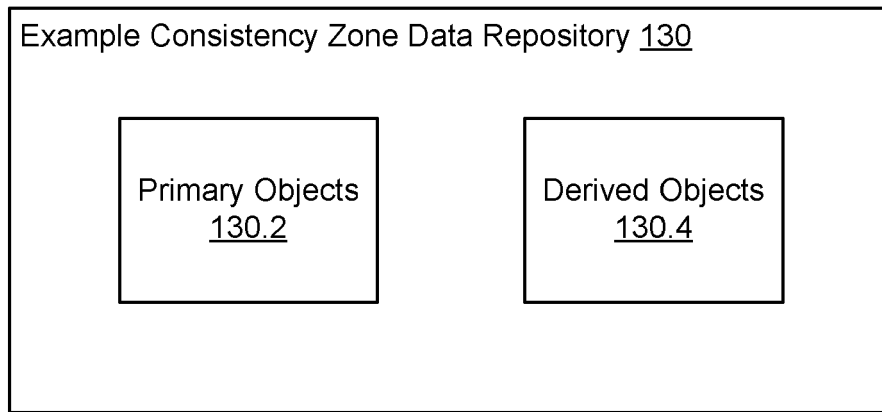 Example Consistency Zone Data Repository 130
Primary Objects
130.2
Derived Objects
130.4